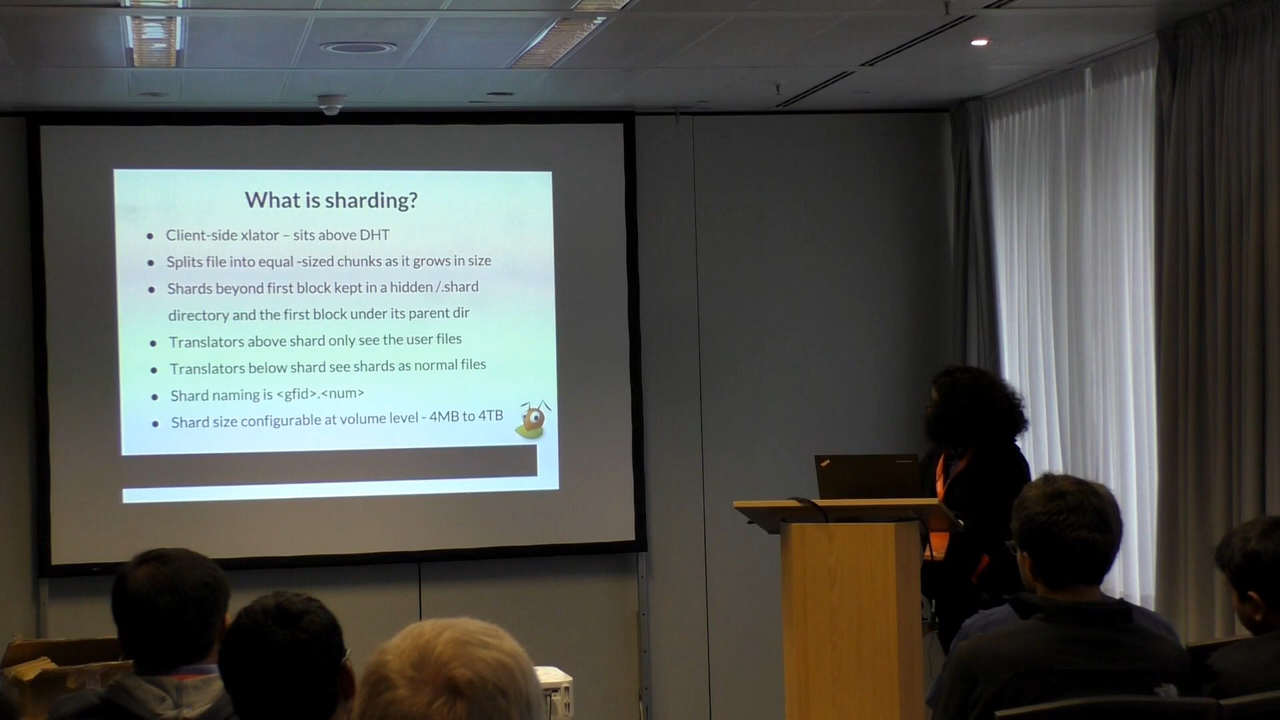 What is sharding?
● Client-side xlator – sits above DHT
● Splits file into equal -sized chunks as it grows in size
● Shards beyond first block kept in a hidden /.shard
directory and the first block under its parent dir
● Translators above shard only see the user files
● Translators below shard see shards as normal files
● Shard naming is <gfid>.<num>
● Shard size configurable at volume level - 4MB to 4TB